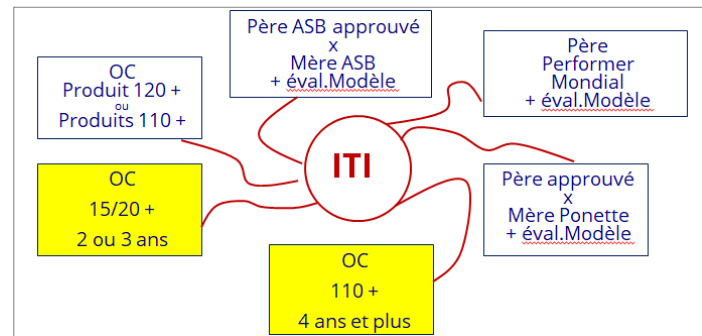 Père ASB approuvé
x
Mère ASB
+ éval.Modèle
Père
Performer
Mondial
+ éval.Modèle
OC
Produit 120 +
ou
Produits 110 +
ITI
OC
15/20 +
2 ou 3 ans
Père approuvé
x
Mère Ponette
+ éval.Modèle
OC
110 +
4 ans et plus